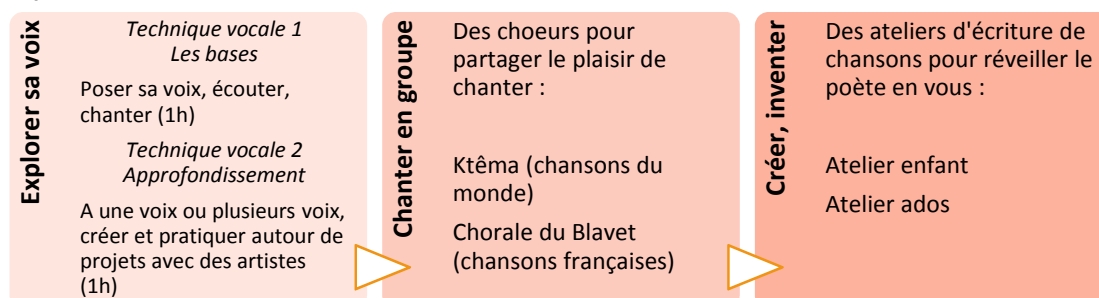 Explorer sa voix
Technique vocale 1
Les bases
Poser sa voix, écouter,
chanter (1h)
Technique vocale 2
Approfondissement
A une voix ou plusieurs voix,
créer et pratiquer autour de
projets avec des artistes
(1h)
Chanter en groupe
Des choeurs pour
partager le plaisir de
chanter :
Ktêma (chansons du
monde)
Chorale du Blavet
(chansons françaises)
Créer, inventer
Des ateliers d'écriture de
chansons pour réveiller le
poète en vous :
Atelier enfant
Atelier ados